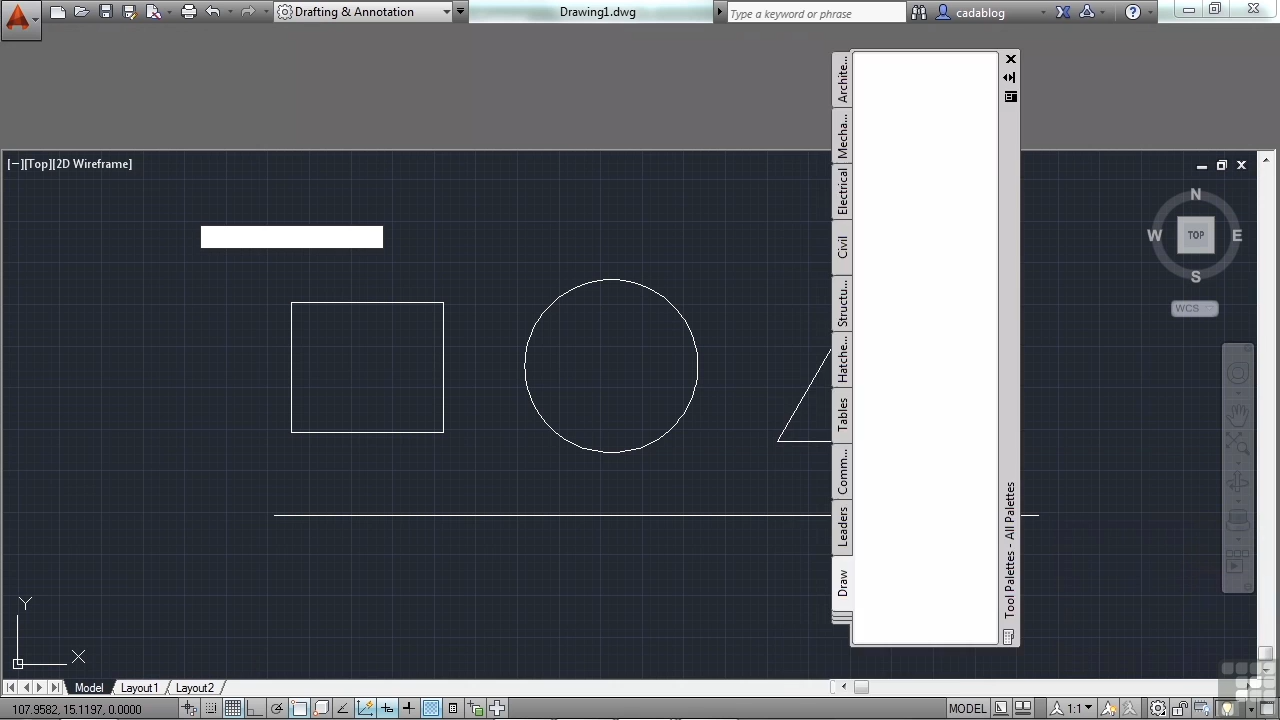 Drafting & Annotation
Drawing1.dwg
Type a keyword or phrase
cadablog
[−][Top][2D Wireframe]
N
W
TOP
E
S
WCS
Archite...
Mecha...
Electrical
Civil
Structu...
Hatche...
Tables
Comm...
Leaders
Draw
Tool Palettes - All Palettes
Y
X
Model
Layout1
Layout2
107.9582, 15.1197, 0.0000
MODEL
1:1